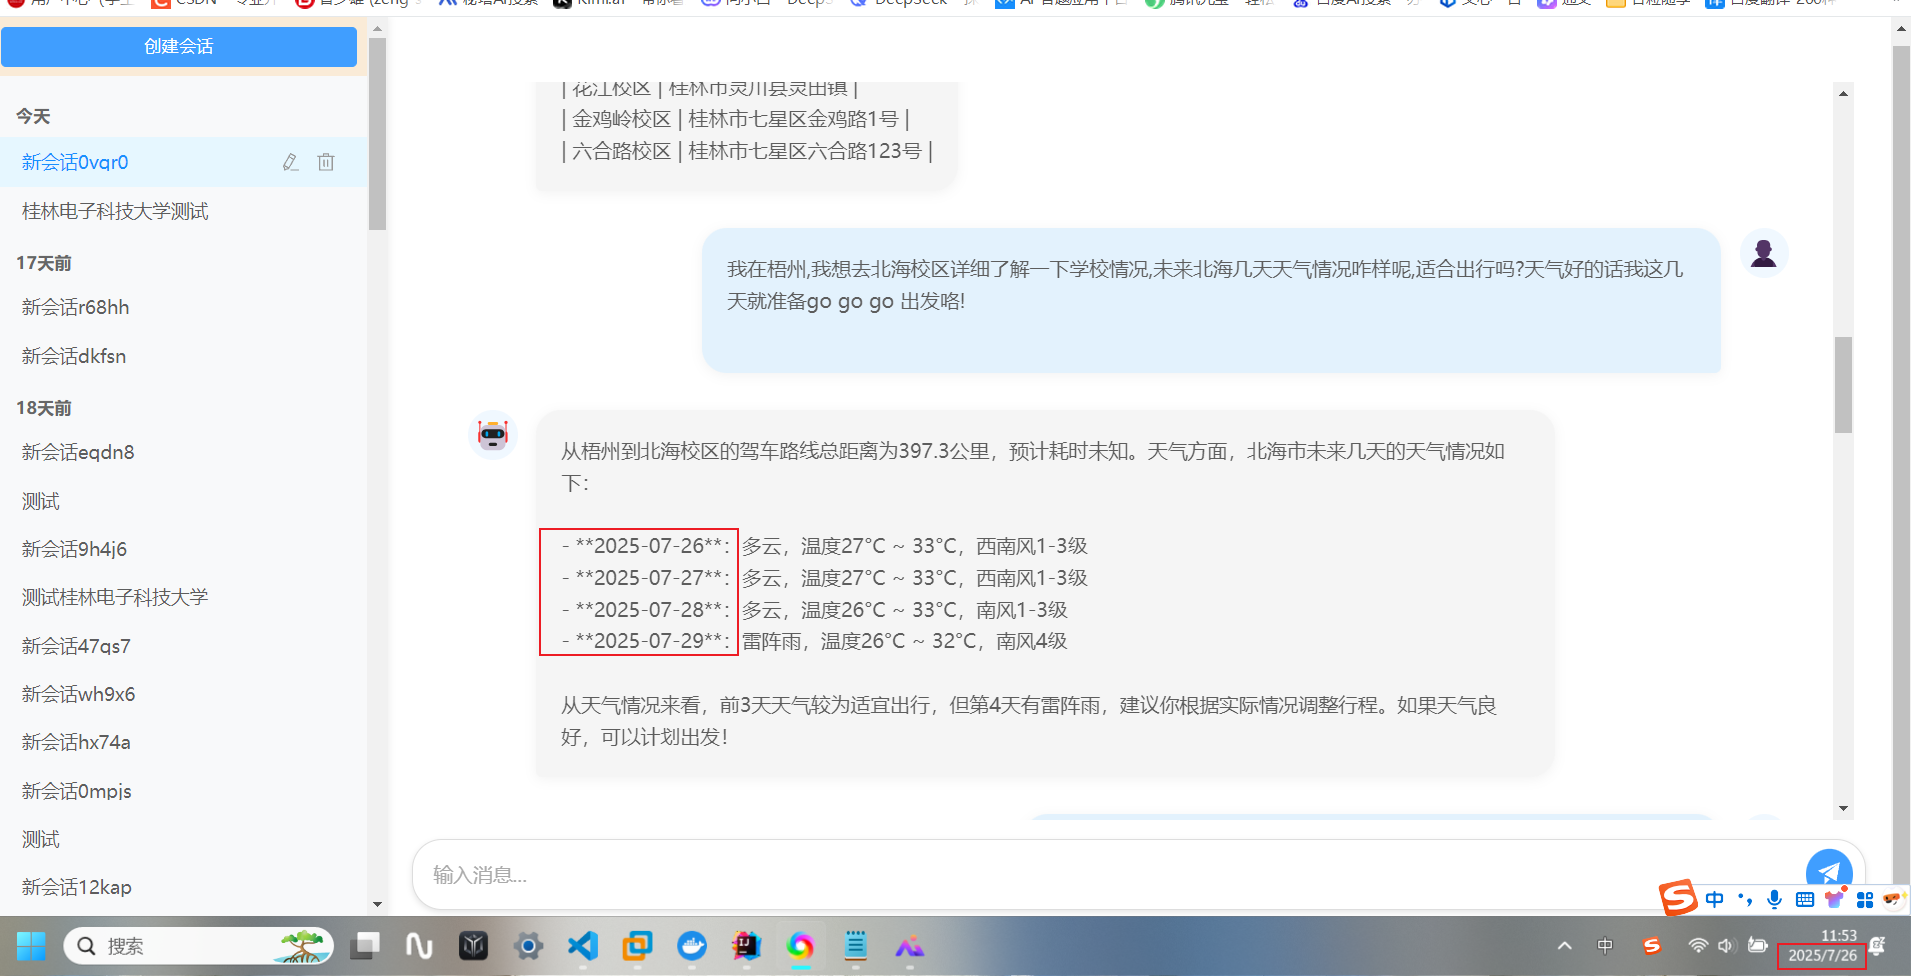 CSDN
Kimi.ai
DeepSeek
创建会话
今天
新会话0vqr0
桂林电子科技大学测试
17天前
新会话r68hh
新会话dkfsn
18天前
新会话eqdn8
测试
新会话9h4j6
测试桂林电子科技大学
新会话47qs7
新会话wh9x6
新会话hx74a
新会话0mpjs
测试
新会话12kap
| 花江校区 | 桂林市灵川县灵田镇 |
| 金鸡岭校区 | 桂林市七星区金鸡路1号 |
| 六合路校区 | 桂林市七星区六合路123号 |
我在梧州,我想去北海校区详细了解一下学校情况,未来北海几天天气情况咋样呢,适合出行吗?天气好的话我这几
天就准备go go go 出发咯!
从梧州到北海校区的驾车路线总距离为397.3公里，预计耗时未知。天气方面，北海市未来几天的天气情况如
下：
- **2025-07-26**：多云，温度27°C ~ 33°C，西南风1-3级
- **2025-07-27**：多云，温度27°C ~ 33°C，西南风1-3级
- **2025-07-28**：多云，温度26°C ~ 33°C，南风1-3级
- **2025-07-29**：雷阵雨，温度26°C ~ 32°C，南风4级
从天气情况来看，前3天天气较为适宜出行，但第4天有雷阵雨，建议你根据实际情况调整行程。如果天气良
好，可以计划出发！
输入消息...
中
搜索
中
11:53
2025/7/26